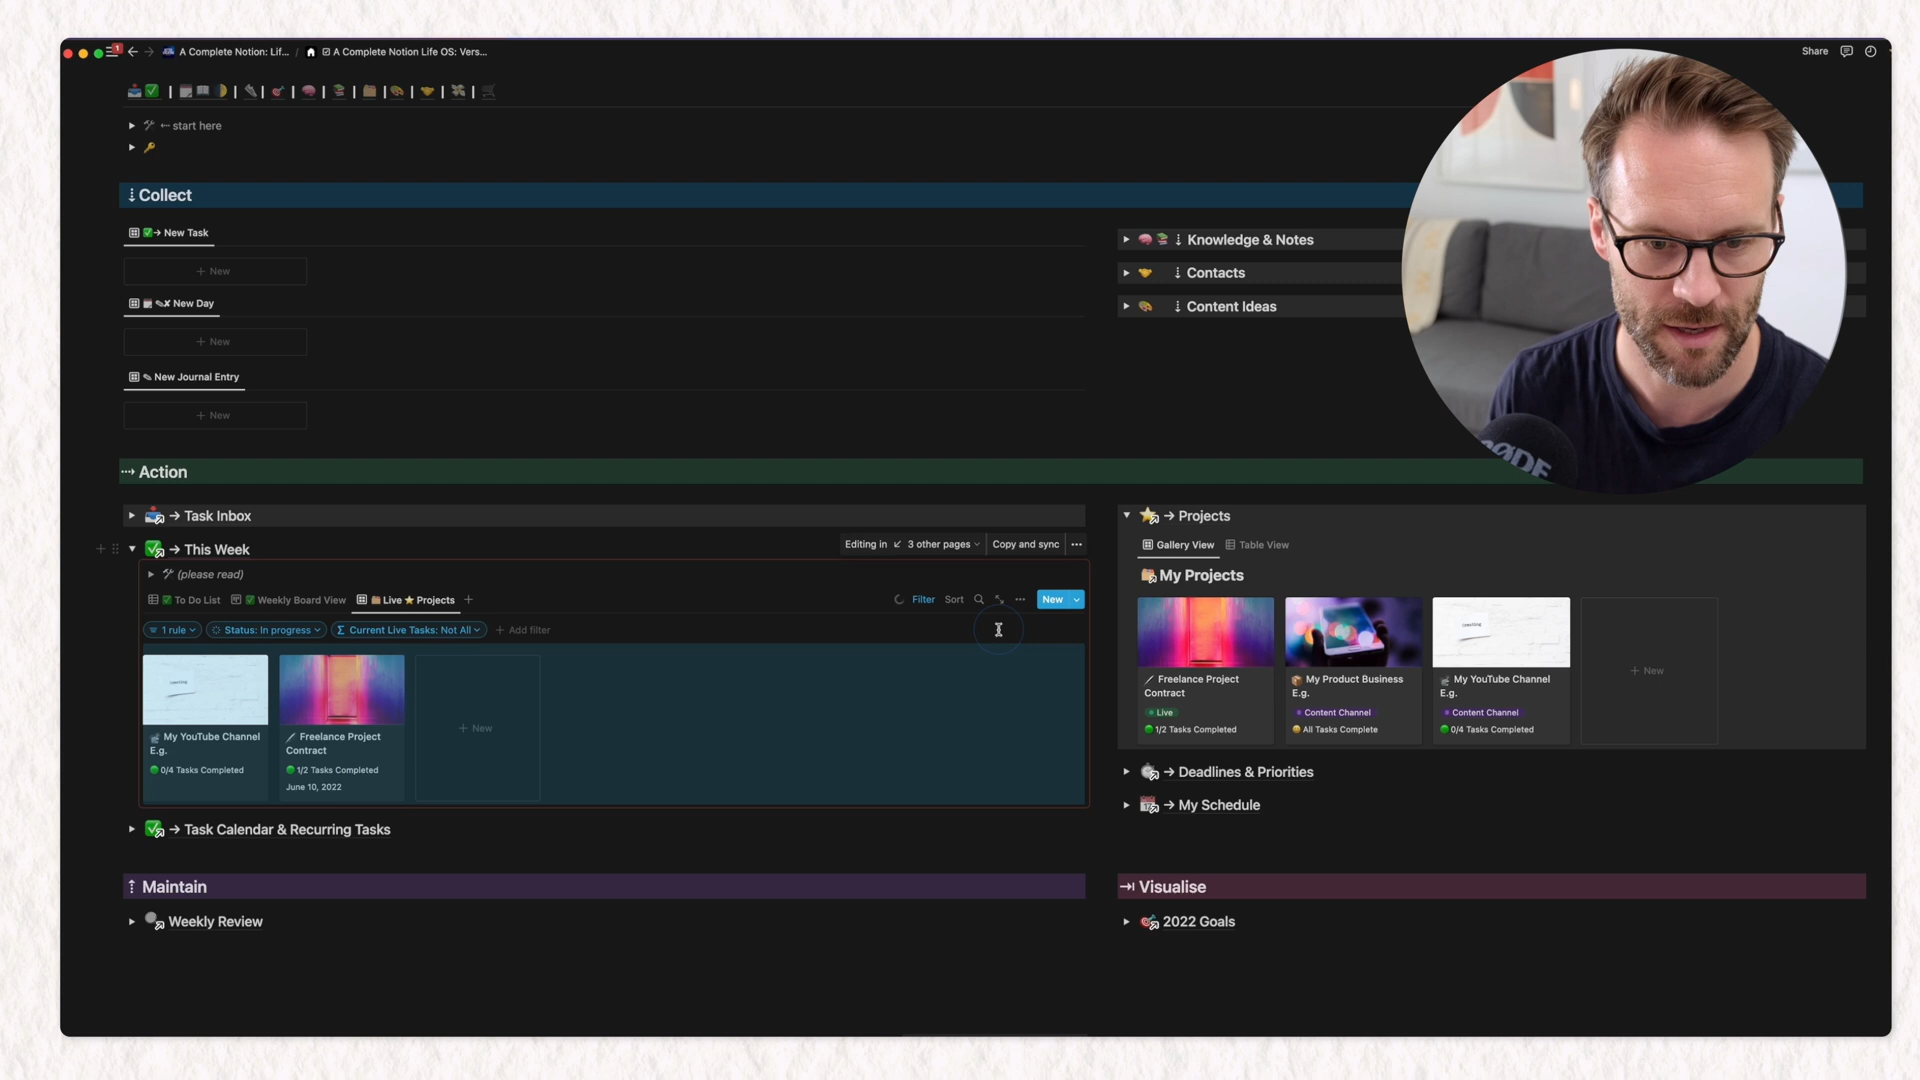 1
A Complete Notion: Lif... / A Complete Notion Life OS: Vers...
Share
← start here
Collect
→ New Task
+ New
New Day
+ New
New Journal Entry
+ New
Knowledge & Notes
Contacts
Content Ideas
Action
→ Task Inbox
→ This Week
Editing in 3 other pages
Copy and sync
(please read)
To Do List
Weekly Board View
Live Projects
Filter
Sort
New
1 rule
Status: In progress
Σ Current Live Tasks: Not All
+ Add filter
My YouTube Channel
E.g.
0/4 Tasks Completed
Freelance Project
Contract
1/2 Tasks Completed
June 10, 2022
+ New
→ Task Calendar & Recurring Tasks
→ Projects
Gallery View
Table View
My Projects
Freelance Project
Contract
Live
1/2 Tasks Completed
My Product Business
E.g.
Content Channel
All Tasks Complete
My YouTube Channel
E.g.
Content Channel
0/4 Tasks Completed
+ New
→ Deadlines & Priorities
→ My Schedule
Maintain
Weekly Review
Visualise
2022 Goals